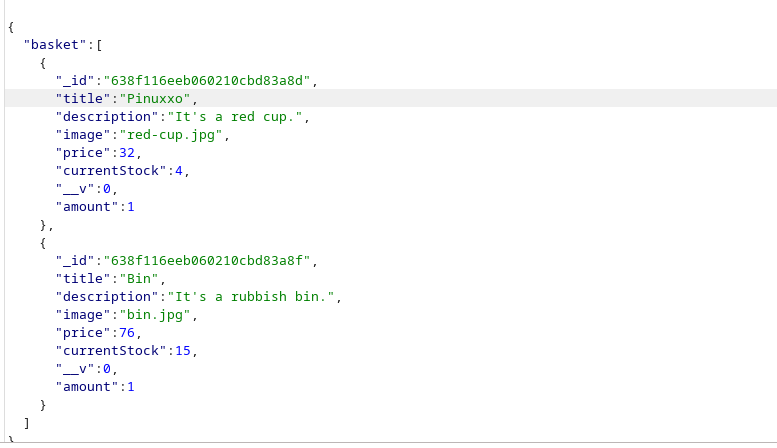 {
"basket":[
{
"_id":"638f116eeb060210cbd83a8d",
"title":"Pinuxxo",
"description":"It's a red cup.",
"image":"red-cup.jpg",
"price":32,
"currentStock":4,
"__v":0,
"amount":1
},
{
"_id":"638f116eeb060210cbd83a8f",
"title":"Bin",
"description":"It's a rubbish bin.",
"image":"bin.jpg",
"price":76,
"currentStock":15,
"__v":0,
"amount":1
}
]
}